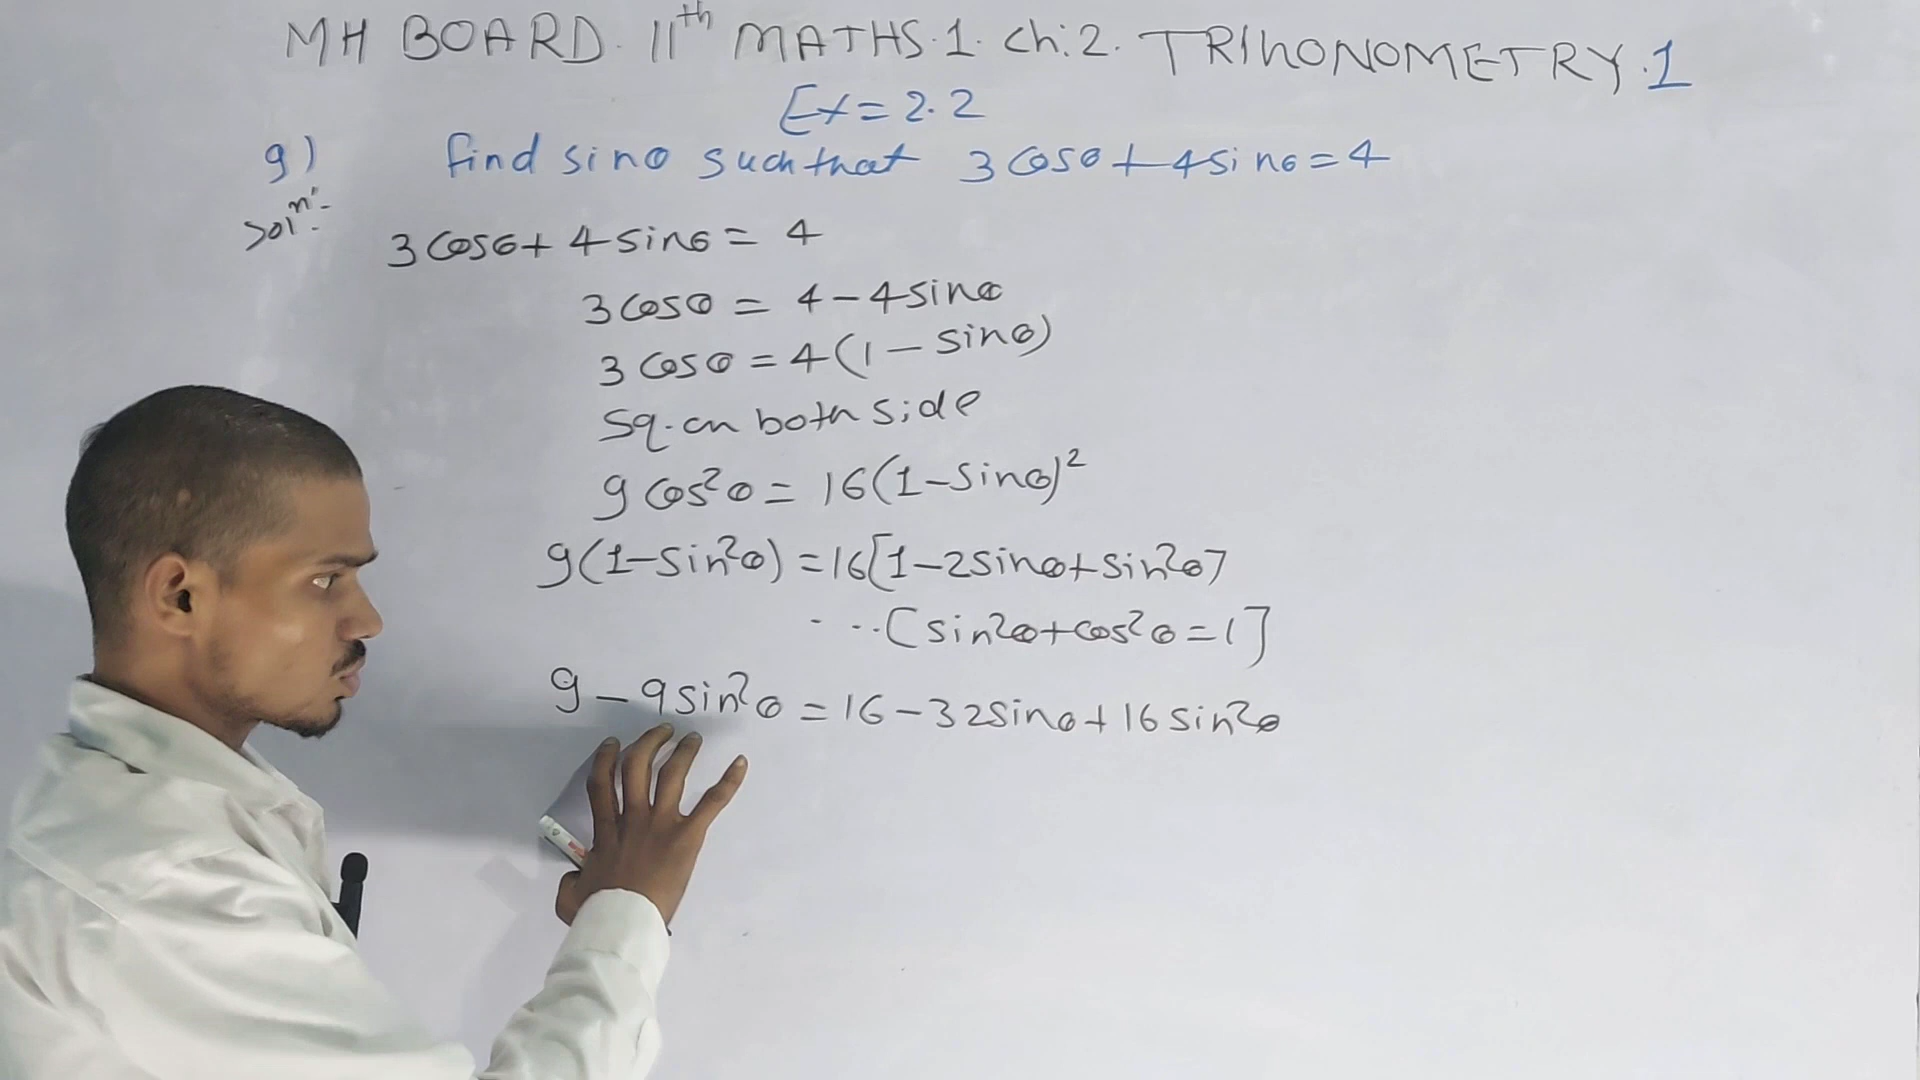 MH BOARD. 11th MATHS.1. Ch:2. TRIGONOMETRY.1
Ex = 2.2
9) find sinθ such that 3cosθ + 4sinθ = 4
Solⁿ:-
3cosθ + 4sinθ = 4
3cosθ = 4 - 4sinθ
3cosθ = 4(1 - sinθ)
Sq. on both side
9cos²θ = 16(1 - sinθ)²
9(1 - sin²θ) = 16[1 - 2sinθ + sin²θ]
...[sin²θ + cos²θ = 1]
9 - 9sin²θ = 16 - 32sinθ + 16sin²θ